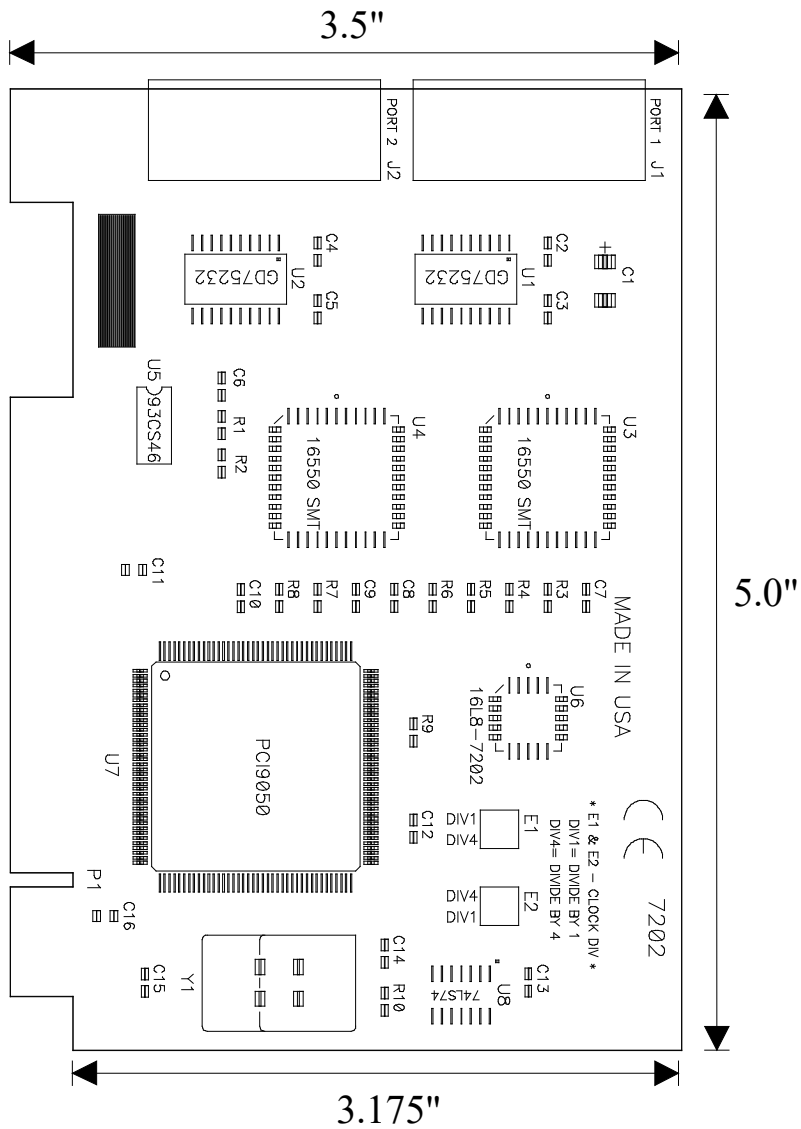 3.5"
PORT 2
J2
PORT 1
J1
C4
GD75232
U2
C5
C2
GD75232
U1
C3
+
C1
U5
93CS46
C6
R1
R2
U4
16550 SMT
U3
16550 SMT
C11
C10
R8
R7
C9
C8
R6
R5
R4
R3
C7
5.0"
MADE IN USA
U6
16L8-7202
R9
U7
PCI9050
C12
DIV1
DIV4
E1
DIV4
DIV1
E2
* E1 & E2 - CLOCK DIV *
DIV1= DIVIDE BY 1
DIV4= DIVIDE BY 4
CE
7202
P1
C16
C15
Y1
C14
R10
74LS74
U8
C13
3.175"